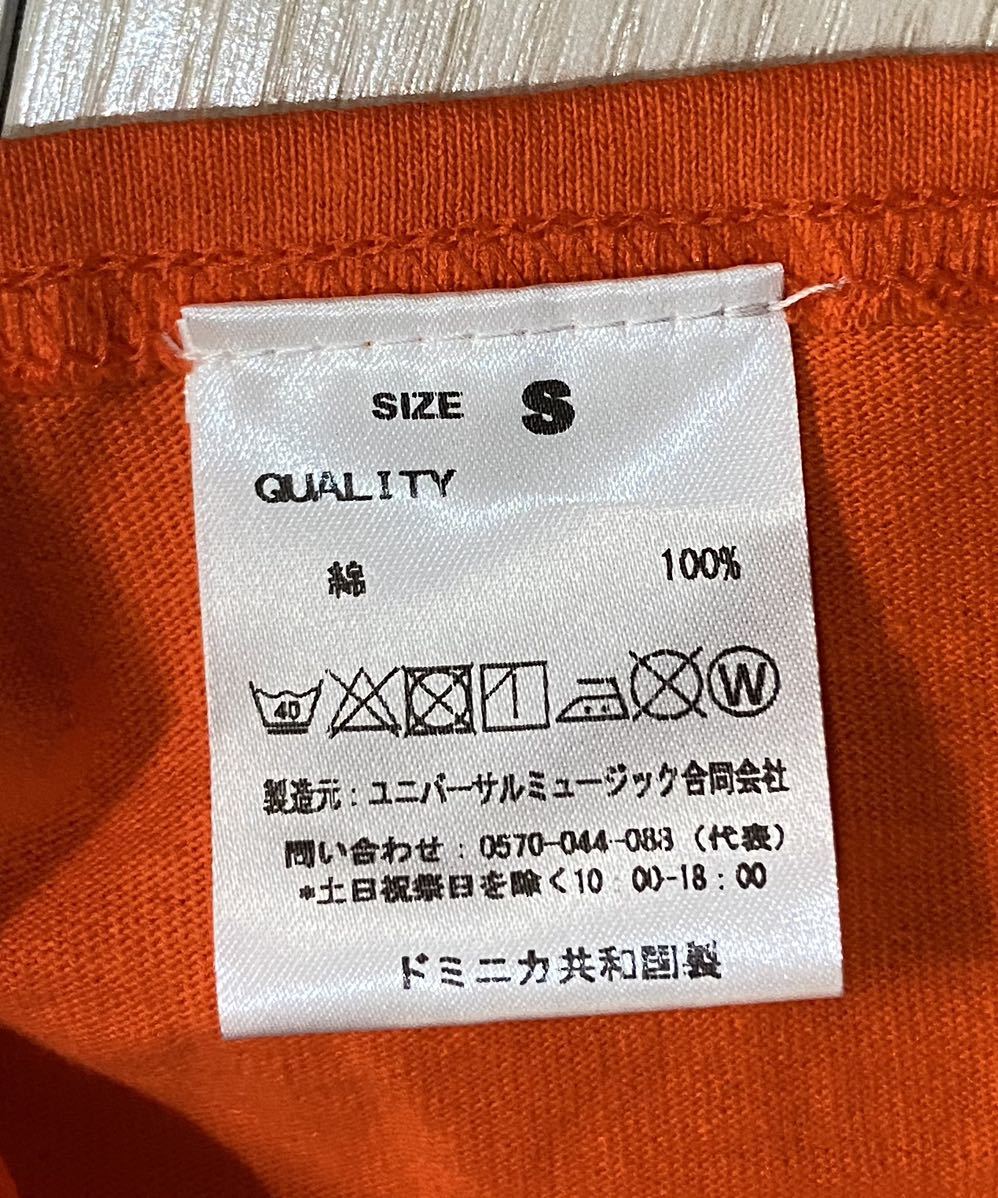 SIZE S
QUALITY
綿 100%
40 W
製造元：ユニバーサルミュージック合同会社
問い合わせ：0570-044-088（代表）
*土日祝祭日を除く10：00-18：00
ドミニカ共和国製